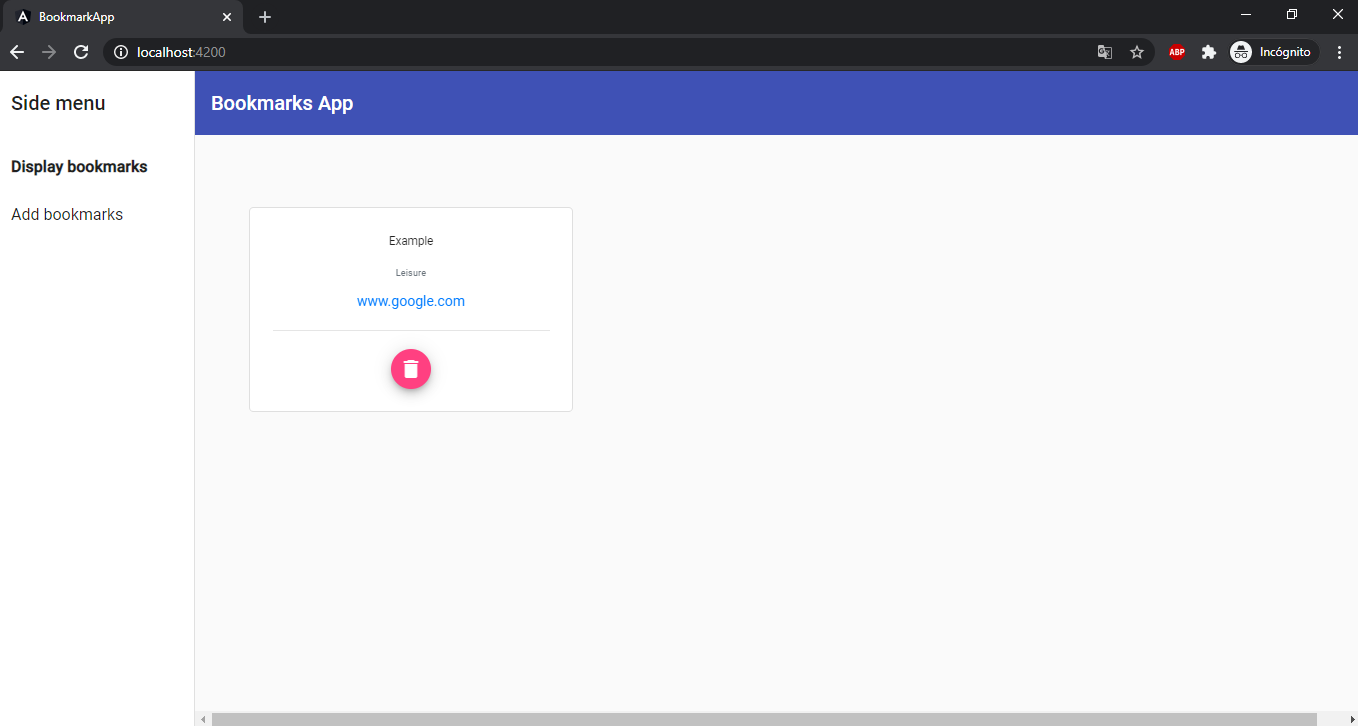 BookmarkApp
localhost:4200
ABP
Incógnito
Side menu
Bookmarks App
Display bookmarks
Add bookmarks
Example
Leisure
www.google.com